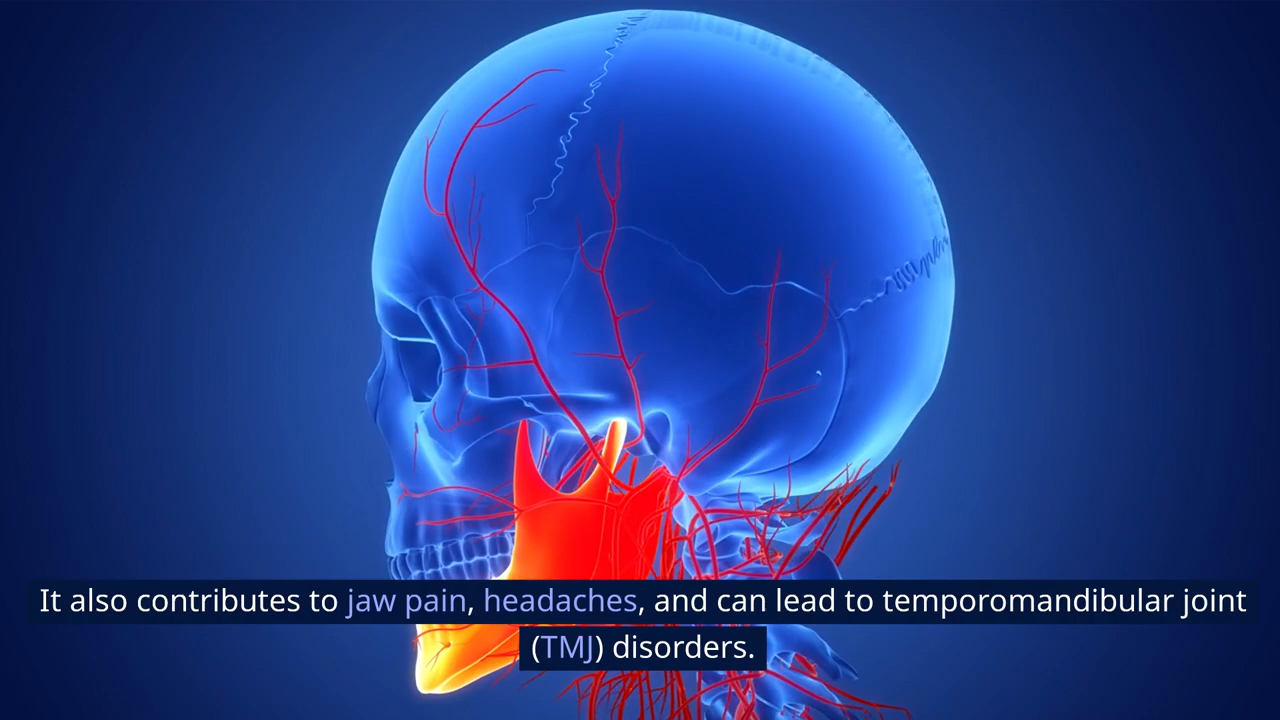 It also contributes to jaw pain, headaches, and can lead to temporomandibular joint
(TMJ) disorders.